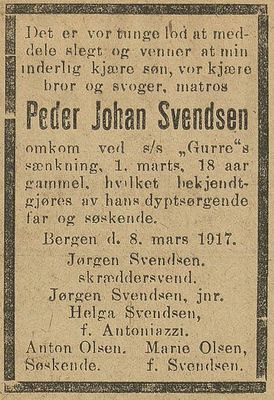 Det er vor tunge lod at med-
dele slegt og venner at min
inderlig kjære søn, vor kjære
bror og svoger, matros
Peder Johan Svendsen
omkom ved s/s „Gurre“s
sænkning, 1. marts, 18 aar
gammel, hvilket bekjendt-
gjøres av hans dyptsørgende
far og søskende.
Bergen d. 8. mars 1917.
Jørgen Svendsen.
skræddersvend.
Jørgen Svendsen, jnr.
Helga Svendsen,
f. Antoniazzi.
Anton Olsen. Marie Olsen,
Søskende. f. Svendsen.